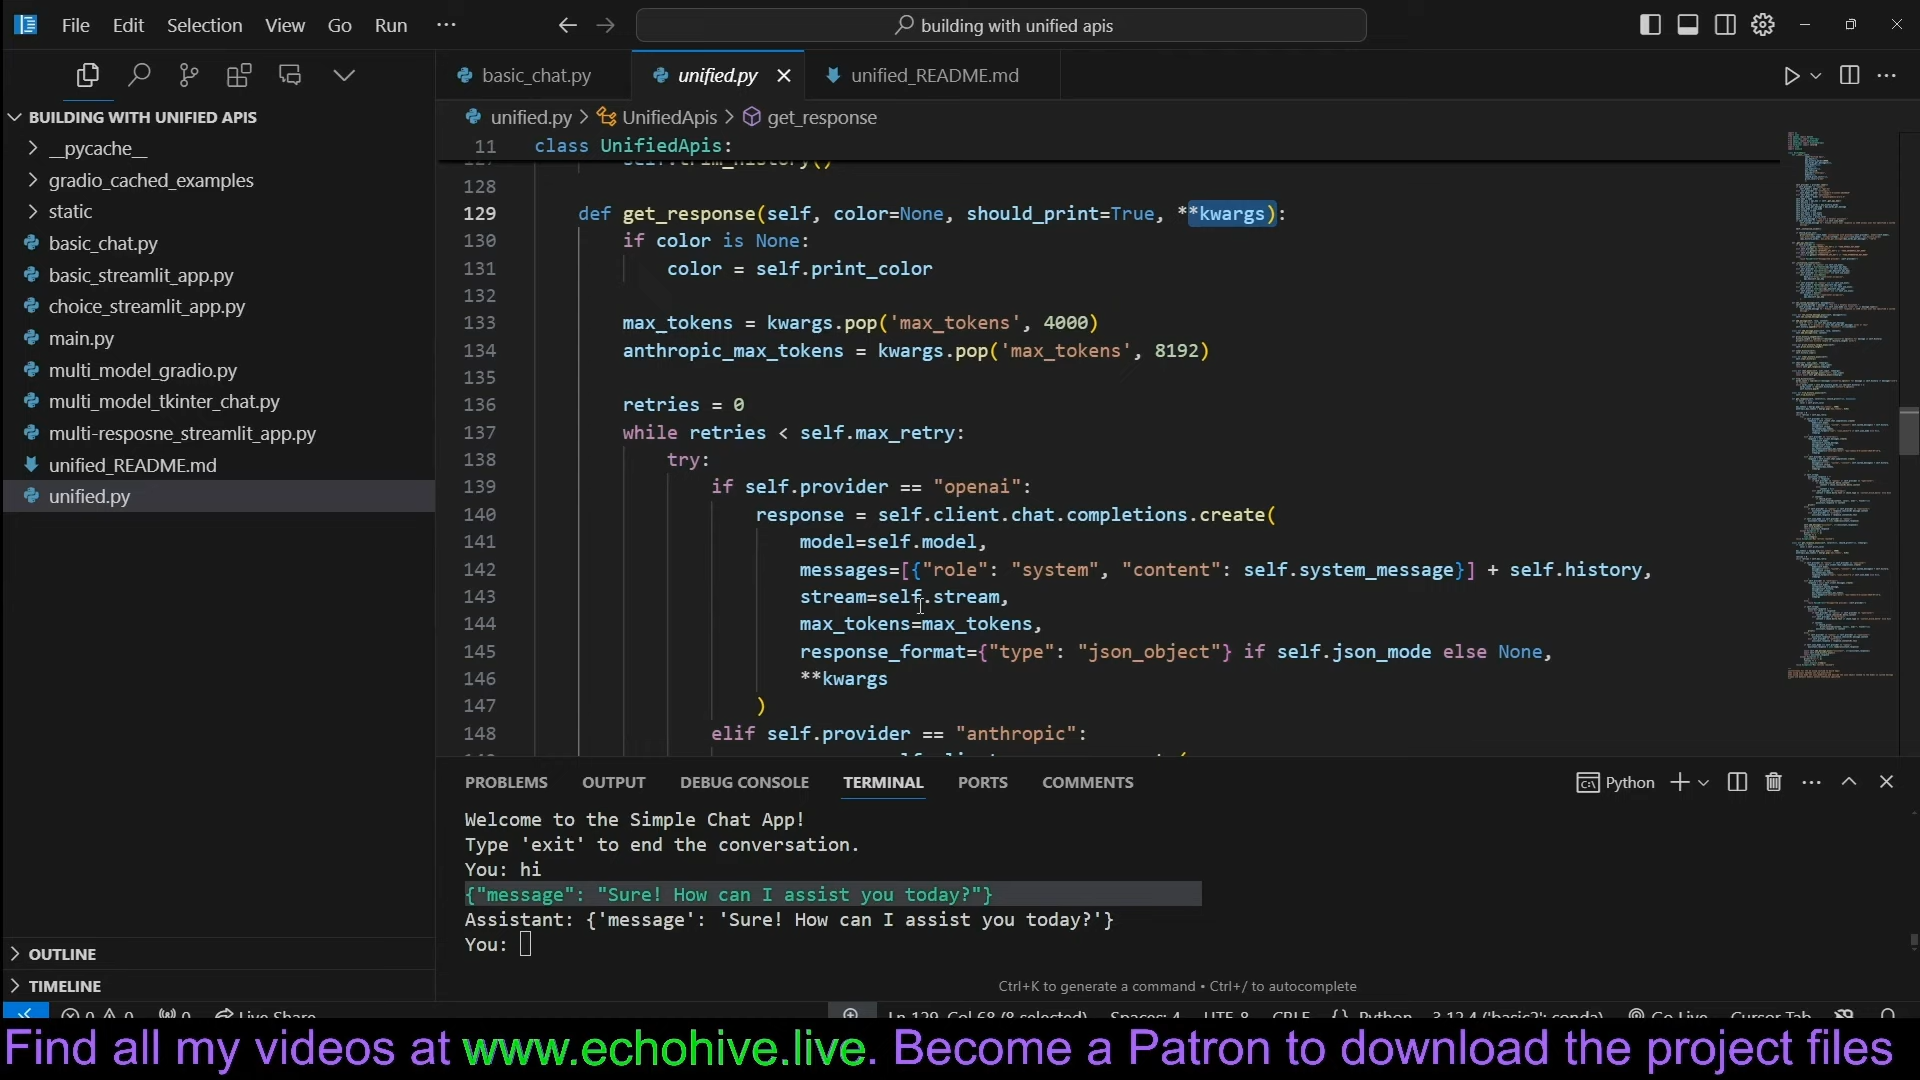 File Edit Selection View Go Run ··· building with unified apis
basic_chat.py unified.py unified_README.md
BUILDING WITH UNIFIED APIS
__pycache__
gradio_cached_examples
static
basic_chat.py
basic_streamlit_app.py
choice_streamlit_app.py
main.py
multi_model_gradio.py
multi_model_tkinter_chat.py
multi-resposne_streamlit_app.py
unified_README.md
unified.py
OUTLINE
TIMELINE
unified.py > UnifiedApis > get_response
11 class UnifiedApis:
127 self.trim_history()
128
129 def get_response(self, color=None, should_print=True, **kwargs):
130 if color is None:
131 color = self.print_color
132
133 max_tokens = kwargs.pop('max_tokens', 4000)
134 anthropic_max_tokens = kwargs.pop('max_tokens', 8192)
135
136 retries = 0
137 while retries < self.max_retry:
138 try:
139 if self.provider == "openai":
140 response = self.client.chat.completions.create(
141 model=self.model,
142 messages=[{"role": "system", "content": self.system_message}] + self.history,
143 stream=self.stream,
144 max_tokens=max_tokens,
145 response_format={"type": "json_object"} if self.json_mode else None,
146 **kwargs
147 )
148 elif self.provider == "anthropic":
PROBLEMS OUTPUT DEBUG CONSOLE TERMINAL PORTS COMMENTS Python
Welcome to the Simple Chat App!
Type 'exit' to end the conversation.
You: hi
{"message": "Sure! How can I assist you today?"}
Assistant: {'message': 'Sure! How can I assist you today?'}
You:
Ctrl+K to generate a command • Ctrl+/ to autocomplete
0 0 0 Live Share Ln 129, Col 68 (8 selected) Spaces: 4 UTF-8 CRLF {} Python 3.12.4 ('basic2': conda) Go Live Cursor Tab
Find all my videos at www.echohive.live. Become a Patron to download the project files